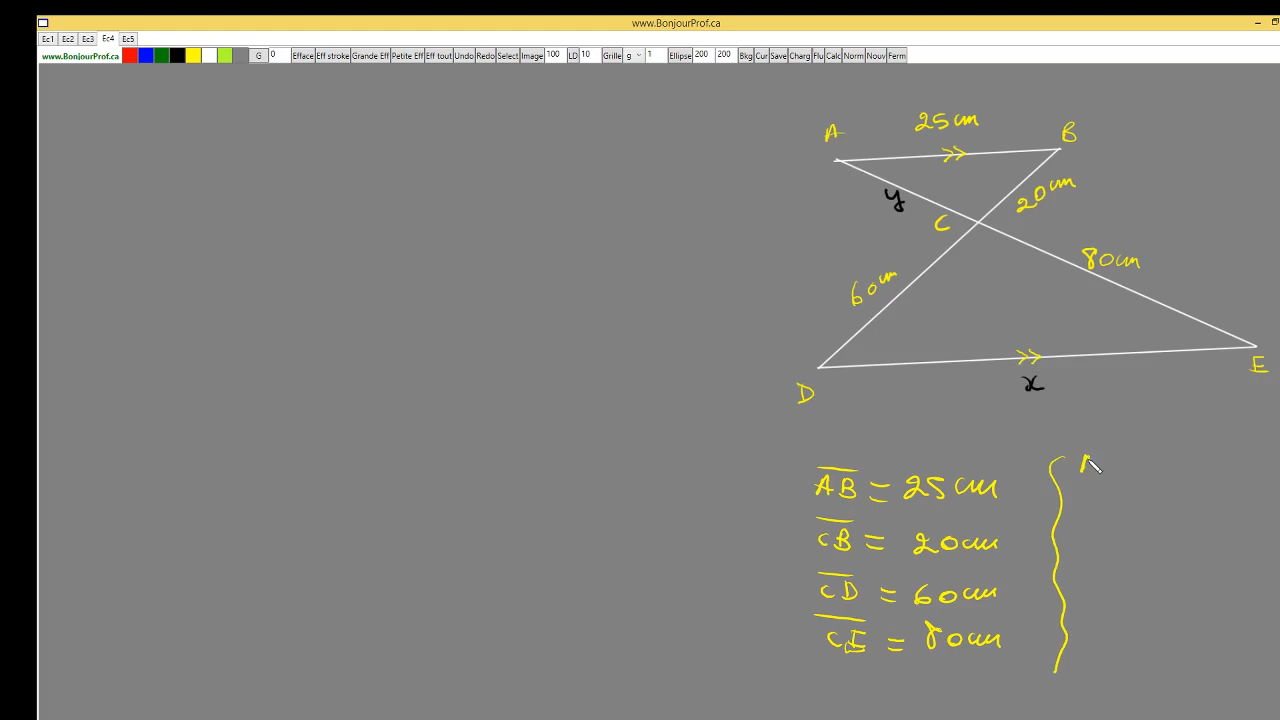 www.BonjourProf.ca
Ec1 Ec2 Ec3 Ec4 Ec5
www.BonjourProf.ca G 0 Efface Eff stroke Grande Eff Petite Eff Eff tout Undo Redo Select Image 100 LD 10 Grille g 1 Ellipse 200 200 Bkg Cur Save Charg Flu Calc Norm Nouv Ferm
25cm
A B
y 20cm
C
80cm
60cm
D x E
AB = 25cm
CB = 20cm
CD = 60cm
CE = 80cm